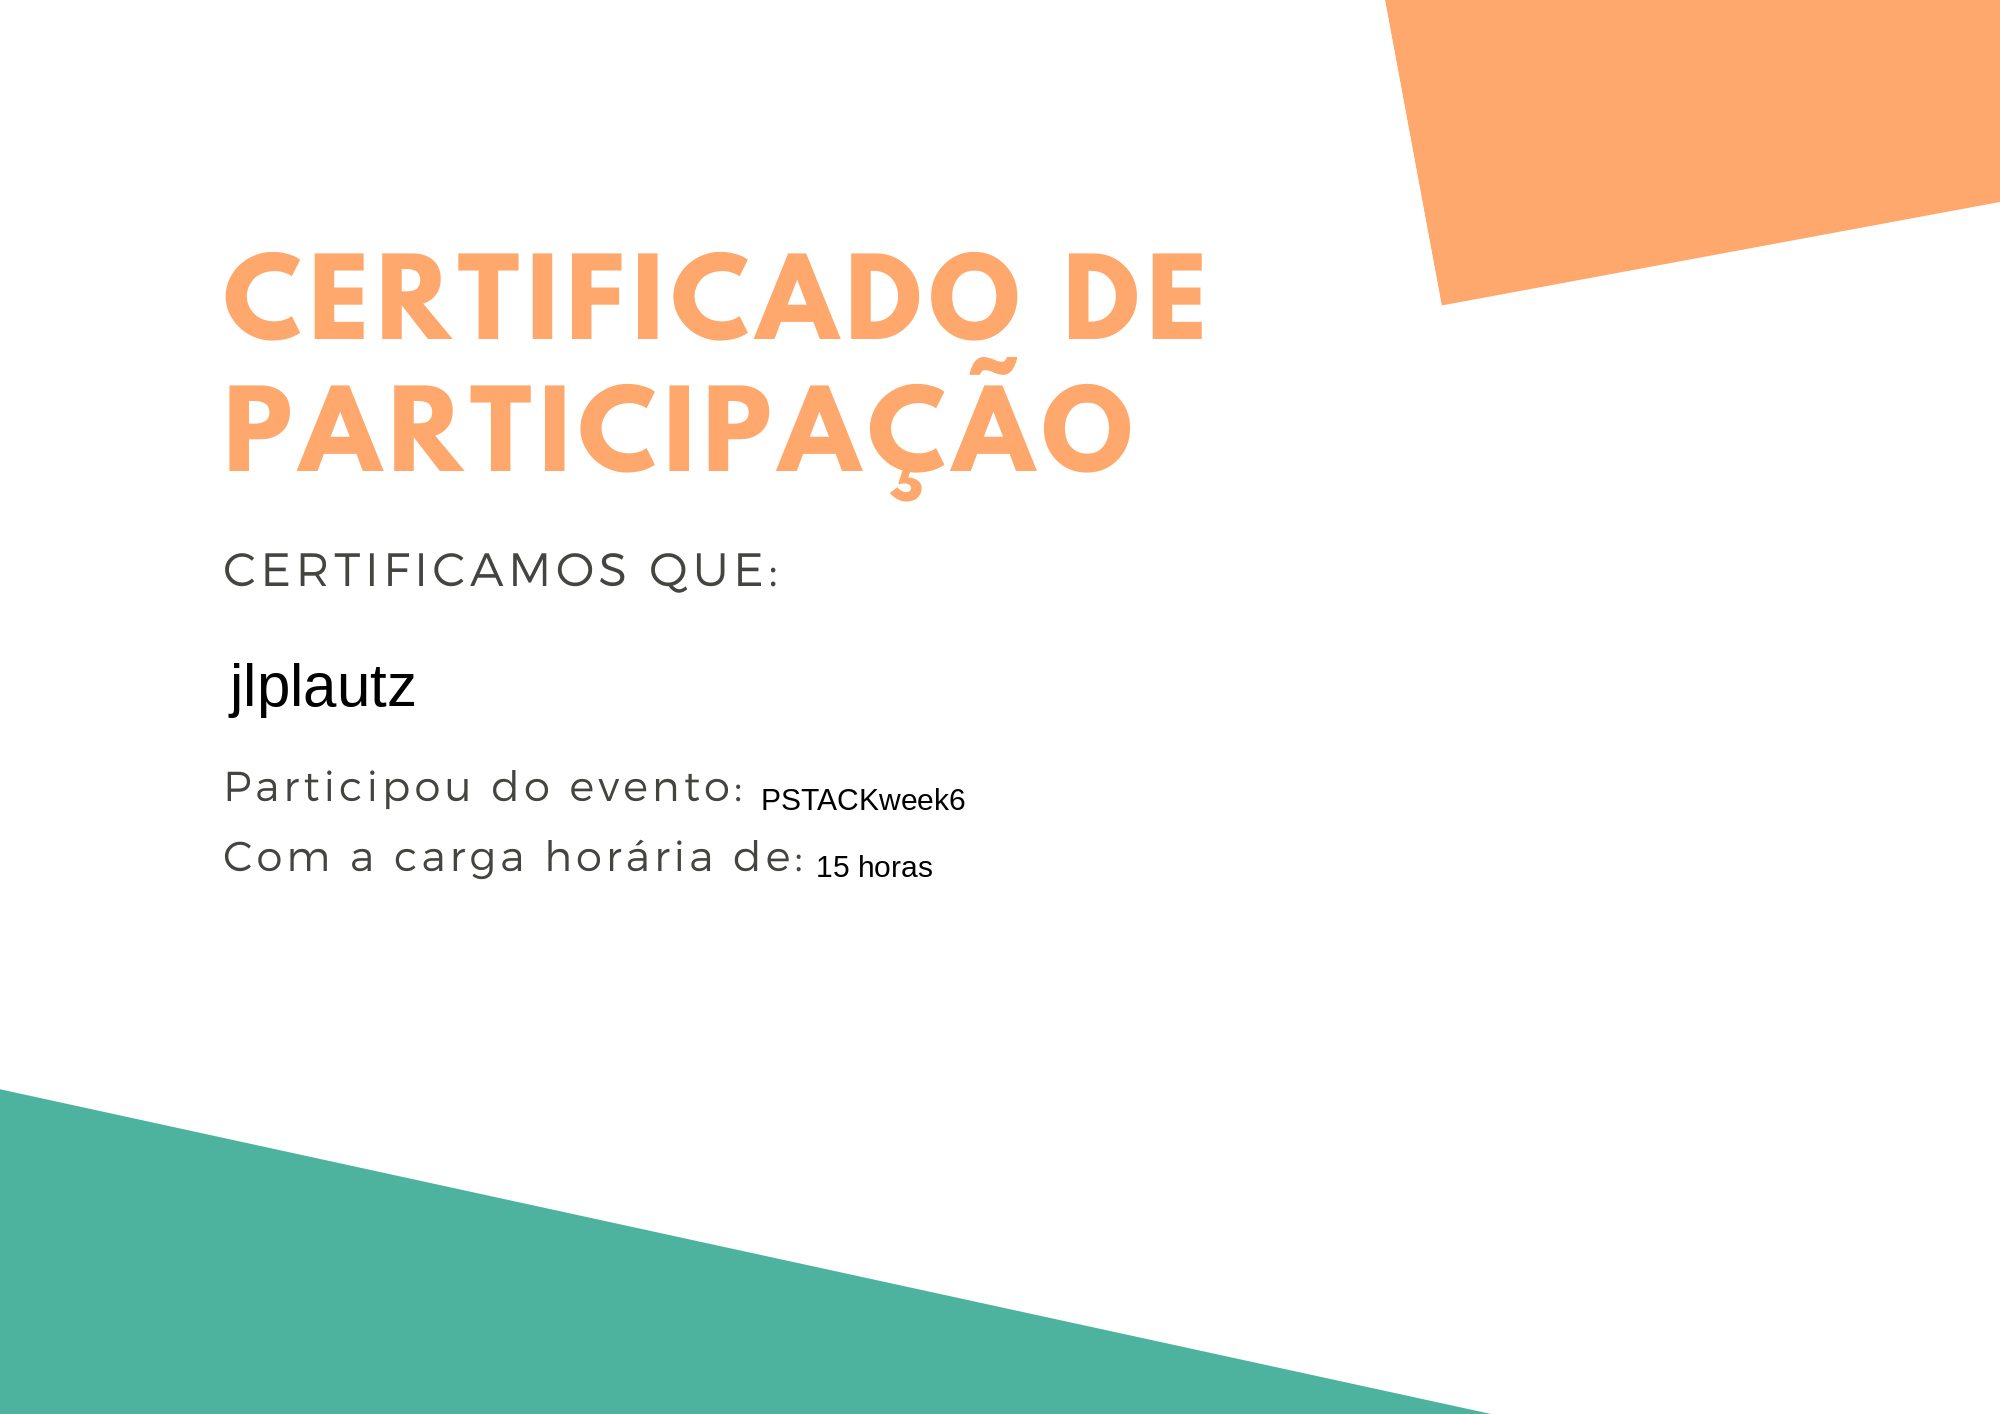 CERTIFICADO DE
PARTICIPAÇÃO
CERTIFICAMOS QUE:
jlplautz
Participou do evento: PSTACKweek6
Com a carga horária de: 15 horas